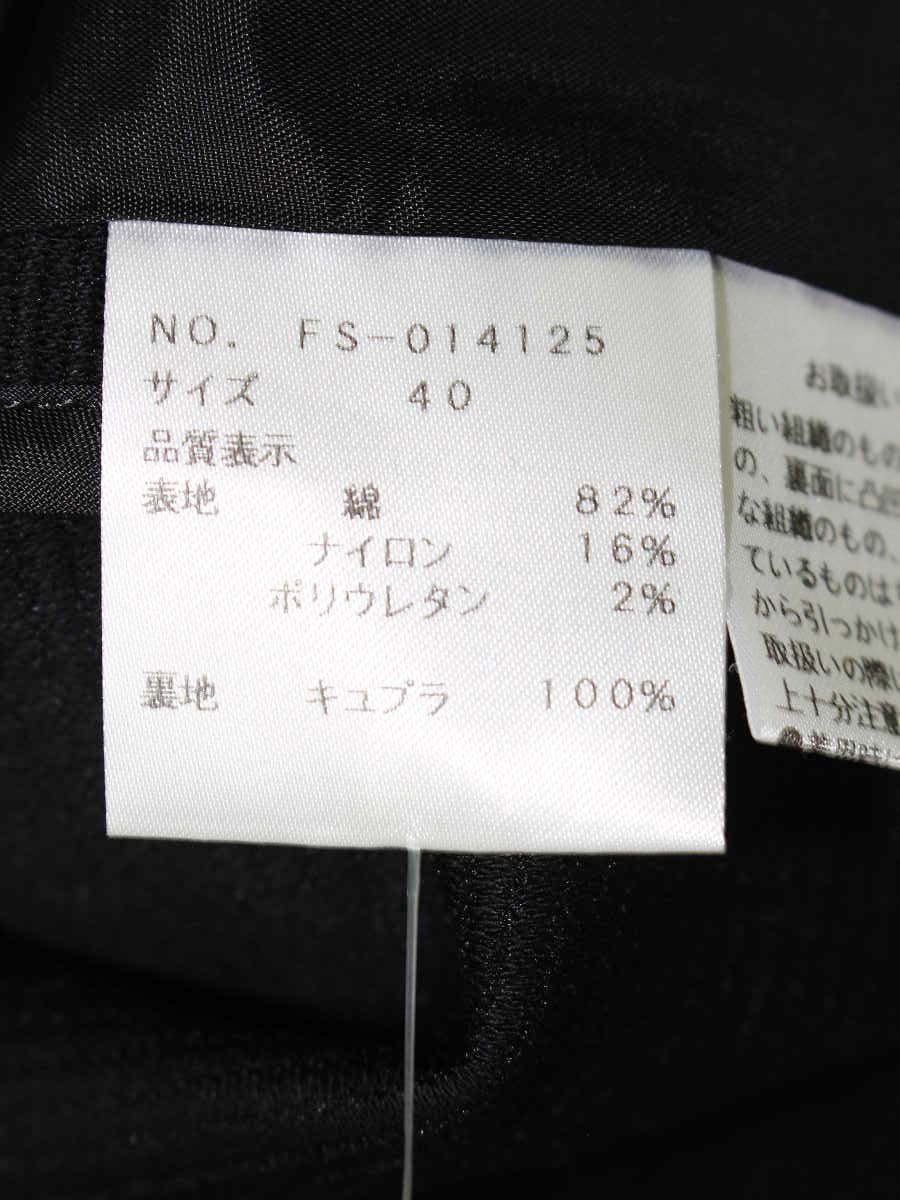 NO. FS-014125
サイズ 40
品質表示
表地 綿 82%
ナイロン 16%
ポリウレタン 2%
裏地 キュプラ 100%
お取扱い
粗い組織のもの
の、裏面に凸凹
な組織のもの、
ているものは
から引っかけ
取扱いの際
上十分注意